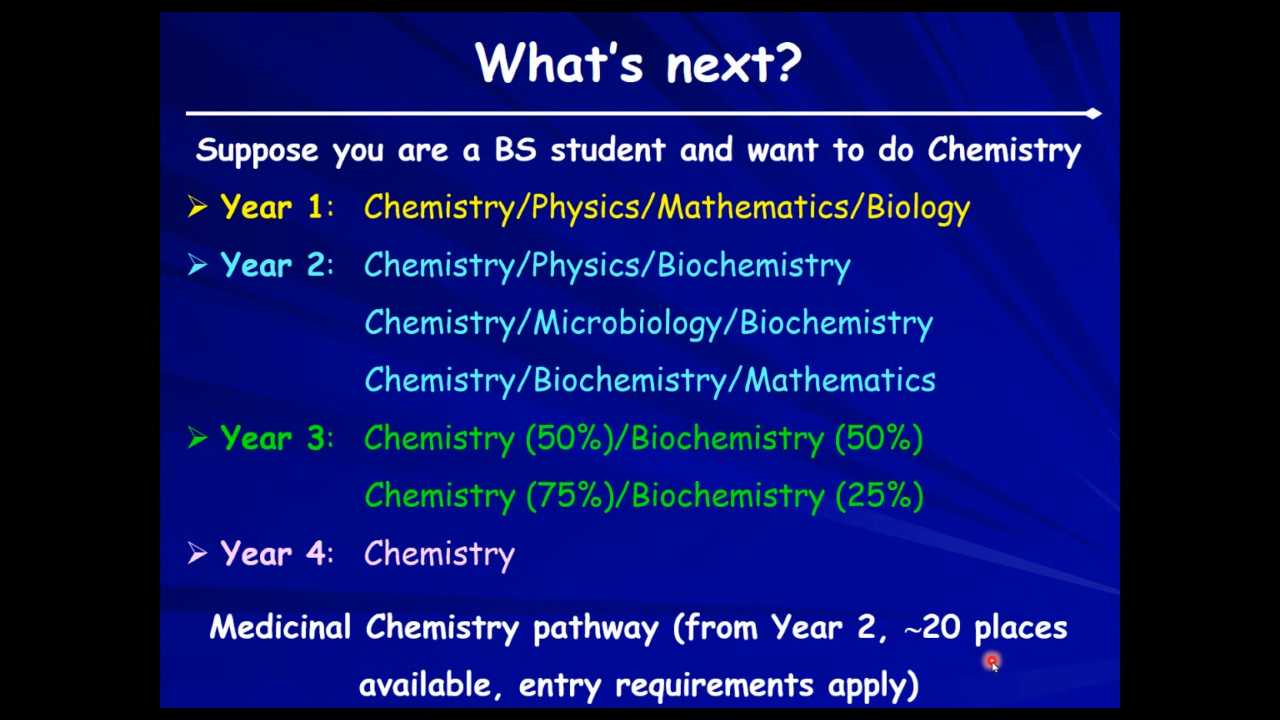 What's next?
Suppose you are a BS student and want to do Chemistry
➢ Year 1: Chemistry/Physics/Mathematics/Biology
➢ Year 2: Chemistry/Physics/Biochemistry
Chemistry/Microbiology/Biochemistry
Chemistry/Biochemistry/Mathematics
➢ Year 3: Chemistry (50%)/Biochemistry (50%)
Chemistry (75%)/Biochemistry (25%)
➢ Year 4: Chemistry
Medicinal Chemistry pathway (from Year 2, ~20 places
available, entry requirements apply)